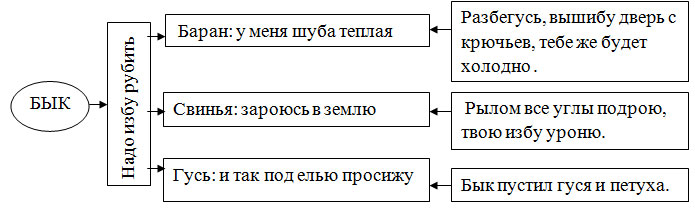 БЫК
Надо избу рубить
Баран: у меня шуба теплая
Разбегусь, вышибу дверь с
крючьев, тебе же будет
холодно .
Свинья: зароюсь в землю
Рылом все углы подрою,
твою избу уроню.
Гусь: и так под елью просижу
Бык пустил гуся и петуха.